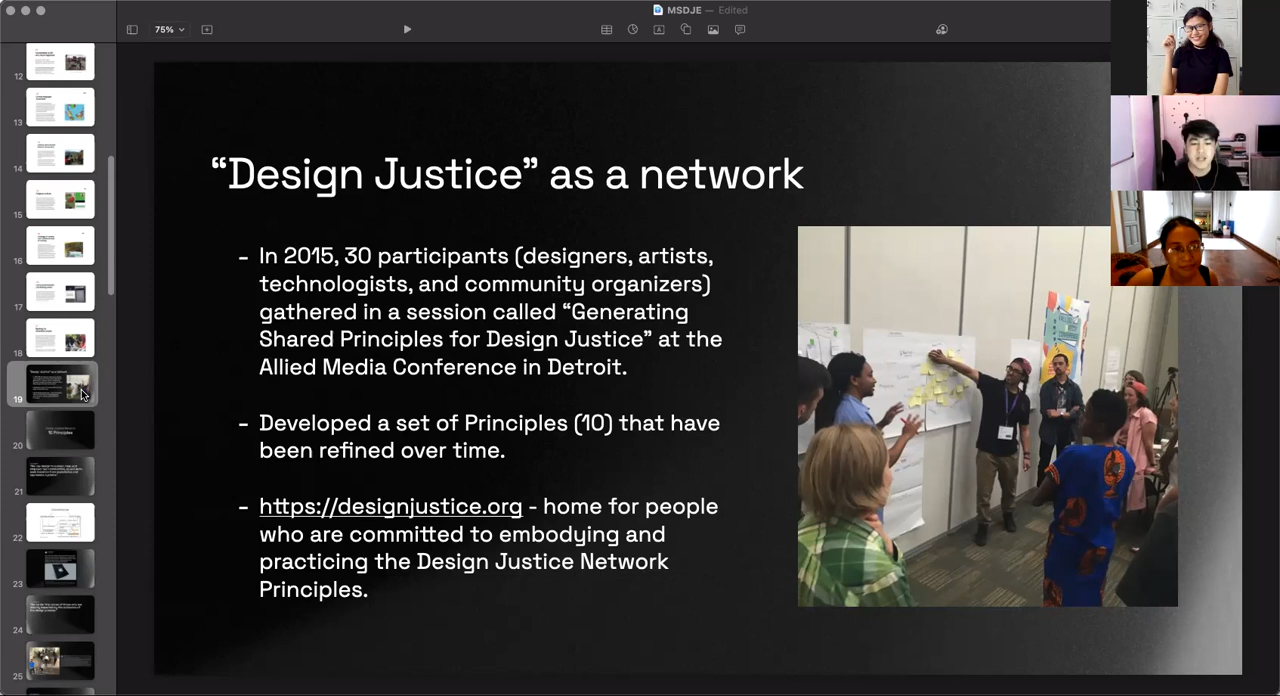 MSDJE — Edited
75%
“Design Justice” as a network
- In 2015, 30 participants (designers, artists,
technologists, and community organizers)
gathered in a session called “Generating
Shared Principles for Design Justice” at the
Allied Media Conference in Detroit.
- Developed a set of Principles (10) that have
been refined over time.
- https://designjustice.org - home for people
who are committed to embodying and
practicing the Design Justice Network
Principles.
12
13
14
15
16
17
18
19
20
10 Principles
21
22
23
24
25